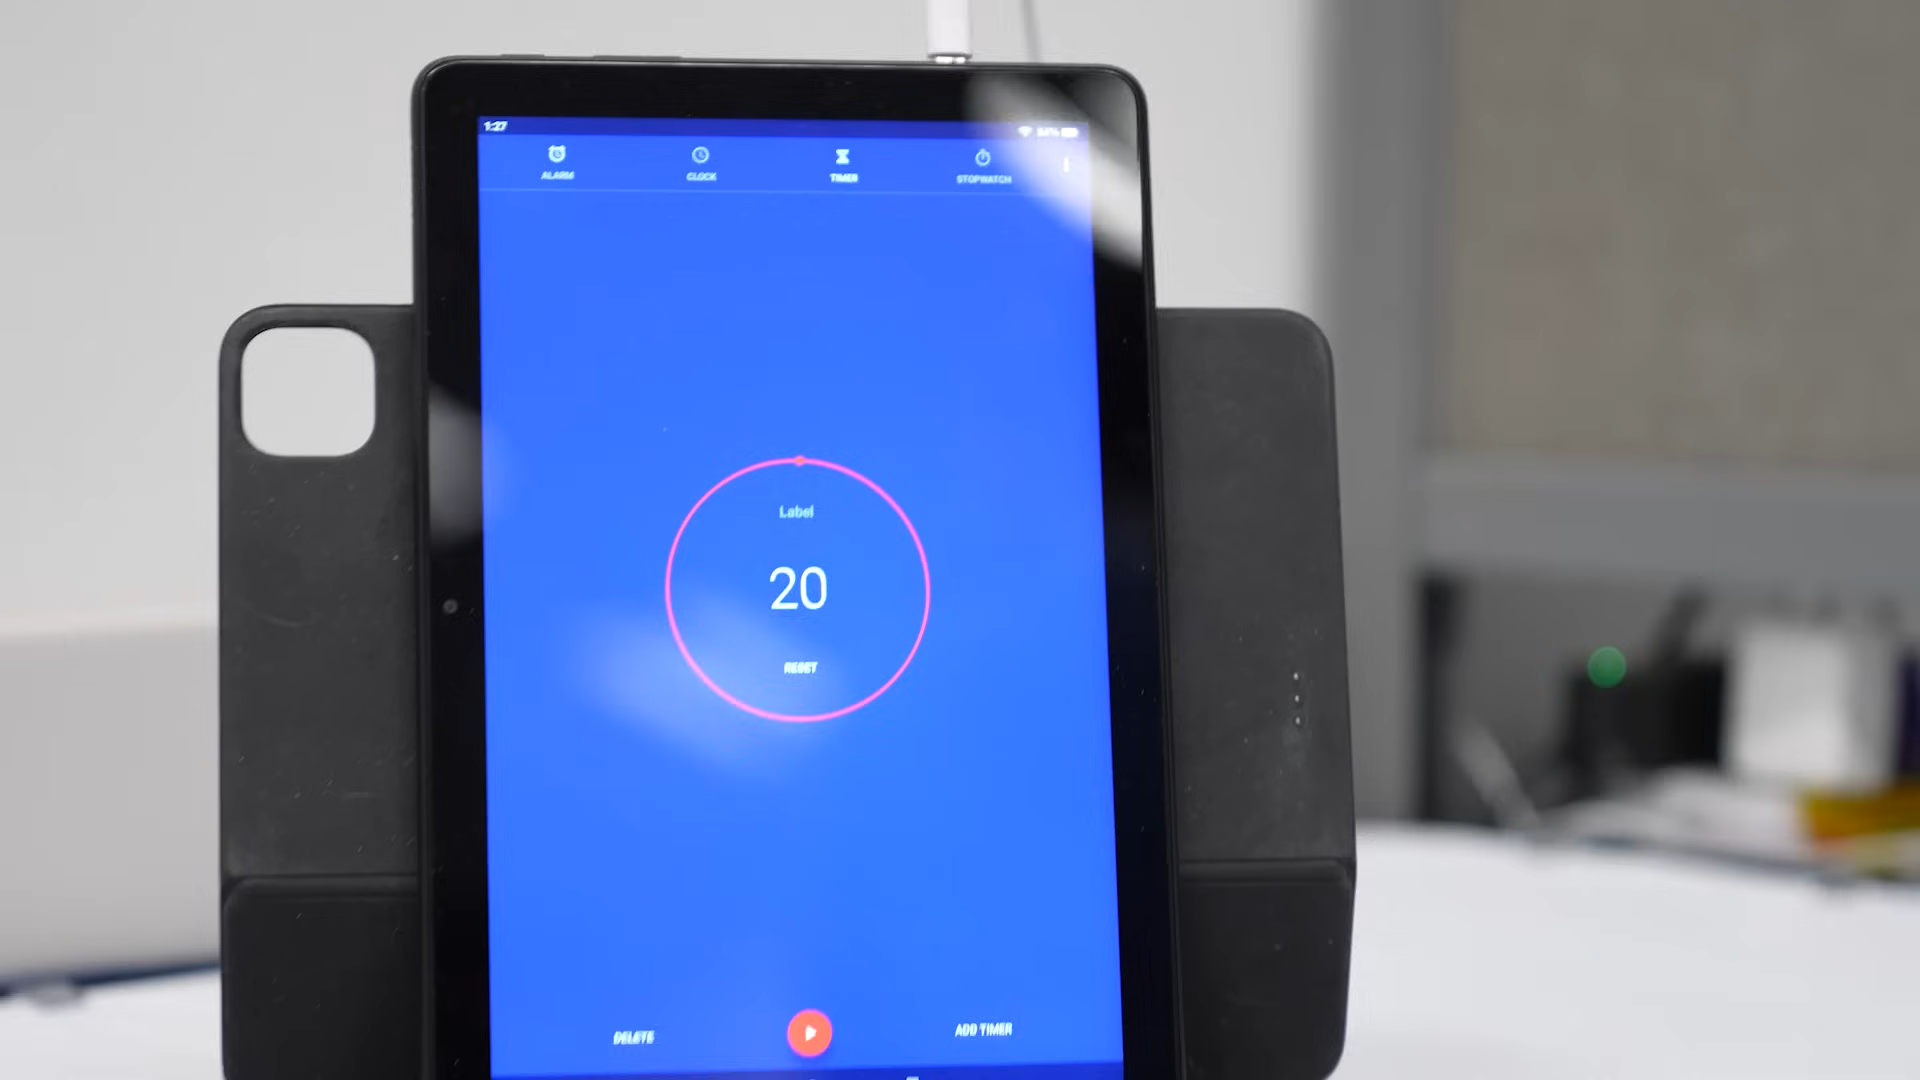 1:27
ALARM CLOCK TIMER STOPWATCH
Label
20
RESET
DELETE ADD TIMER